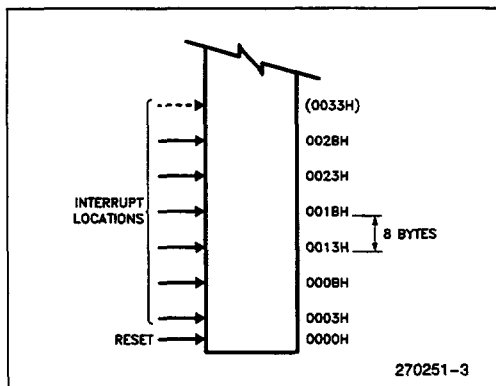 (0033H)
002BH
0023H
INTERRUPT
LOCATIONS
001BH
8 BYTES
0013H
000BH
0003H
RESET
0000H
270251-3